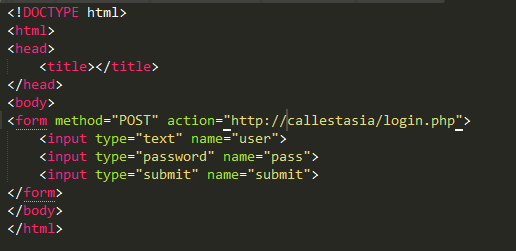 <!DOCTYPE html>
<html>
<head>
    <title></title>
</head>
<body>
<form method="POST" action="http://callestasia/login.php">
    <input type="text" name="user">
    <input type="password" name="pass">
    <input type="submit" name="submit">
</form>
</body>
</html>